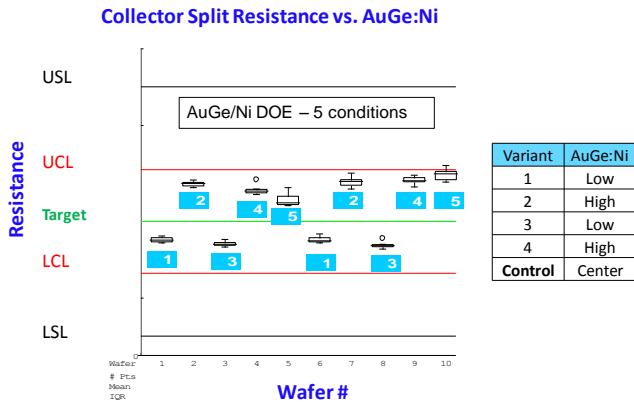 Collector Split Resistance vs. AuGe:Ni
USL
AuGe/Ni DOE – 5 conditions
UCL
Resistance
Target
LCL
LSL
2
4
5
2
4
5
1
3
1
3
0
Wafer 1 2 3 4 5 6 7 8 9 10
# Pts
Mean
IQR
Wafer #
Variant AuGe:Ni
1 Low
2 High
3 Low
4 High
Control Center